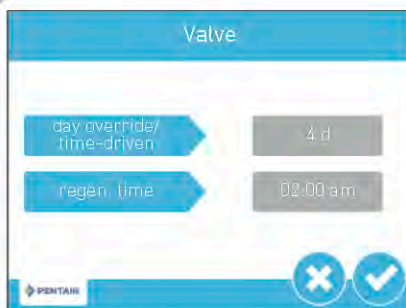 Valve
day override/
time-driven
4 d
regen. time
02:00 am
PENTAIR